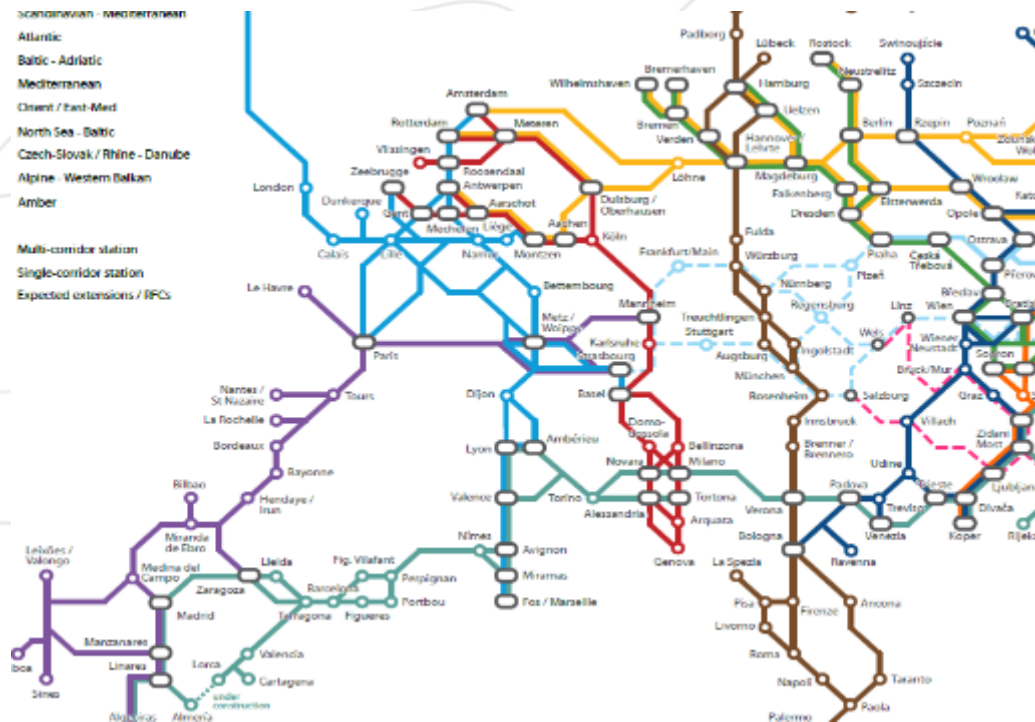 Scandinavian - Mediterranean
Atlantic
Baltic - Adriatic
Mediterranean
Orient / East-Med
North Sea - Baltic
Czech-Slovak / Rhine - Danube
Alpine - Western Balkan
Amber
Multi-corridor station
Single-corridor station
Expected extensions / RFCs
Padborg
Lübeck
Rostock
Swinoujście
Bremerhaven
Wilhelmshaven
Hamburg
Neustrelitz
Szczecin
Amsterdam
Uelzen
Rotterdam
Meteren
Bremen
Verden
Hannover /
Lehrte
Berlin
Rzepin
Poznań
Vlissingen
Roosendaal
Zeebrugge
Antwerpen
Löhne
Magdeburg
London
Dunkerque
Gent
Aarschot
Duisburg /
Oberhausen
Falkenberg
Elsterwerda
Wrocław
Mechelen
Liège
Aachen
Dresden
Opole
Calais
Lille
Namur
Montzen
Köln
Fulda
Praha
Česká
Třebová
Ostrava
Frankfurt/Main
Würzburg
Plzeň
Le Havre
Bettembourg
Nürnberg
Břeclav
Mannheim
Regensburg
Linz
Wien
Metz /
Woippy
Treuchtlingen
Stuttgart
Paris
Karlsruhe
Wels
Wiener
Neustadt
Sopron
Strasbourg
Augsburg
Ingolstadt
München
Bruck/Mur
Nantes /
St Nazaire
Tours
Dijon
Basel
Rosenheim
Salzburg
Graz
La Rochelle
Domo-
dossola
Innsbruck
Villach
Zidani
Most
Bordeaux
Lyon
Ambérieu
Bellinzona
Brenner /
Brennero
Bayonne
Novara
Milano
Udine
Bilbao
Hendaye /
Irun
Valence
Torino
Tortona
Verona
Padova
Trieste
Ljubljana
Alessandria
Treviso
Divača
Miranda
de Ebro
Nîmes
Arquata
Bologna
Venezia
Koper
Leixões /
Valongo
Avignon
Genova
La Spezia
Ravenna
Medina del
Campo
Lleida
Fig. Vilafant
Zaragoza
Barcelona
Perpignan
Miramas
Madrid
Tarragona
Figueres
Portbou
Fos / Marseille
Pisa
Firenze
Ancona
Livorno
Manzanares
Valencia
Roma
Linares
Lorca
Cartagena
Napoli
Taranto
Sines
under
construction
Almería
Paola
Palermo